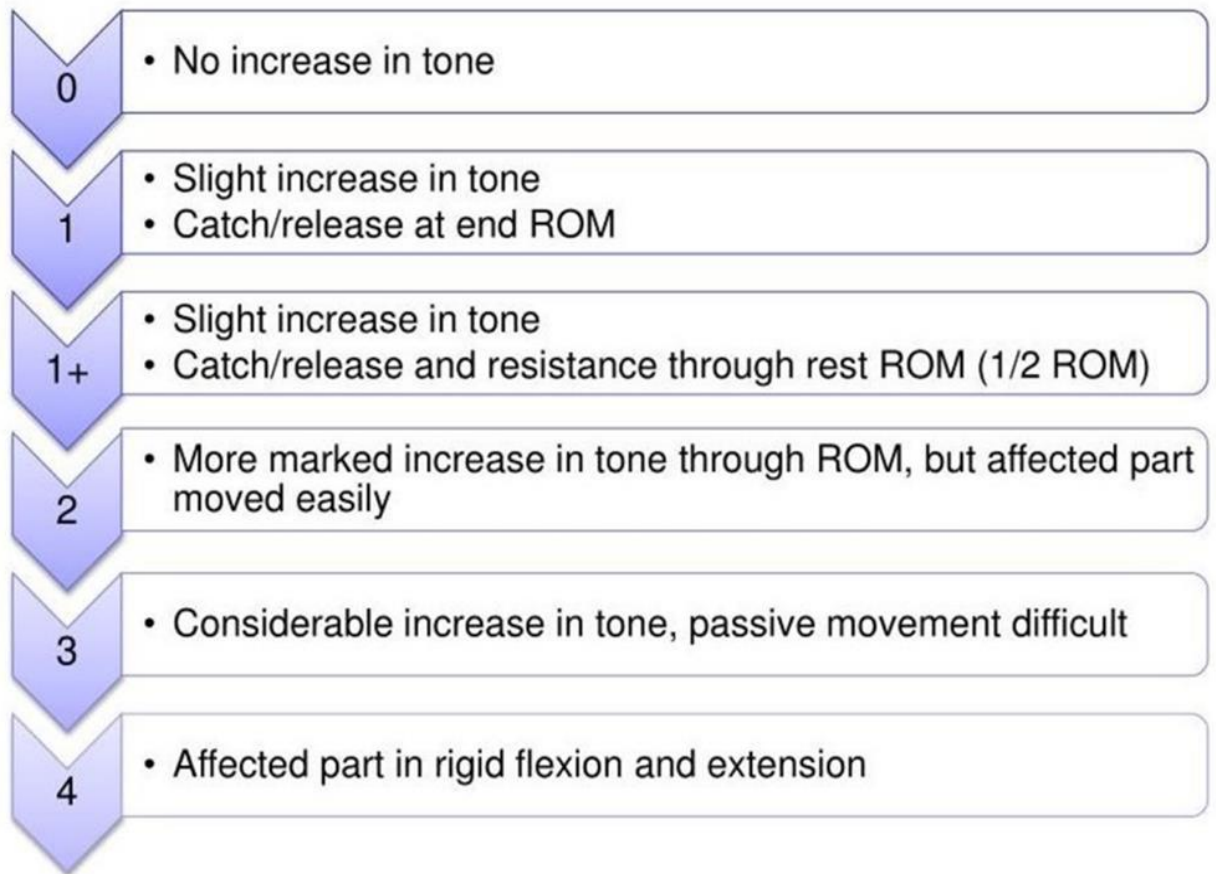 0
• No increase in tone
1
• Slight increase in tone
• Catch/release at end ROM
1+
• Slight increase in tone
• Catch/release and resistance through rest ROM (1/2 ROM)
2
• More marked increase in tone through ROM, but affected part
moved easily
3
• Considerable increase in tone, passive movement difficult
4
• Affected part in rigid flexion and extension